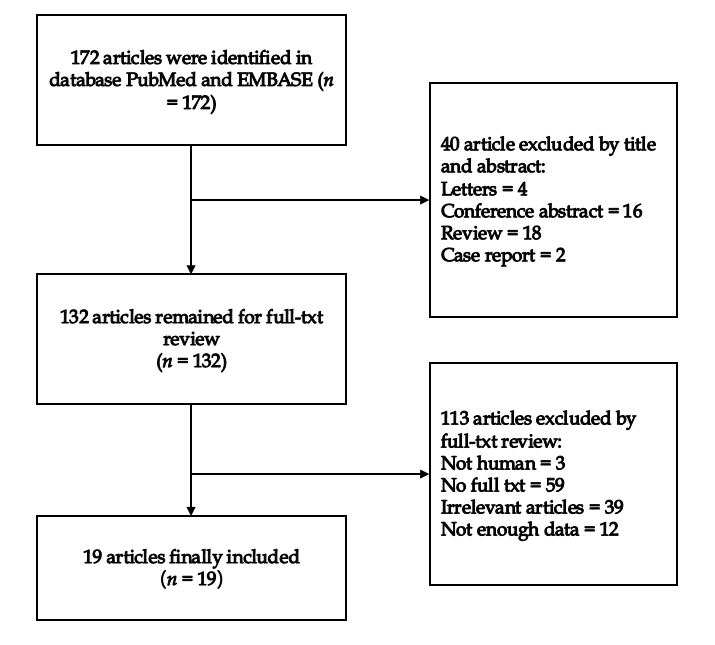 172 articles were identified in
database PubMed and EMBASE (n
= 172)
40 article excluded by title
and abstract:
Letters = 4
Conference abstract = 16
Review = 18
Case report = 2
132 articles remained for full-txt
review
(n = 132)
113 articles excluded by
full-txt review:
Not human = 3
No full txt = 59
Irrelevant articles = 39
Not enough data = 12
19 articles finally included
(n = 19)